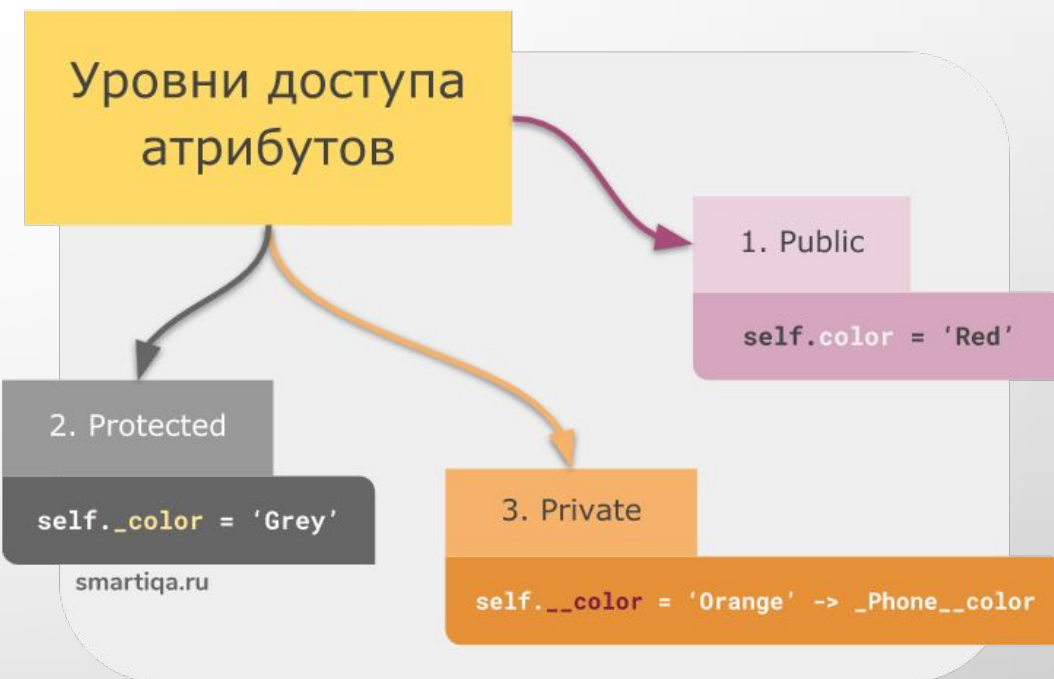 Уровни доступа
атрибутов
1. Public
self.color = ‘Red’
2. Protected
self._color = ‘Grey’
3. Private
self.__color = ‘Orange’ -> _Phone__color
smartiqa.ru